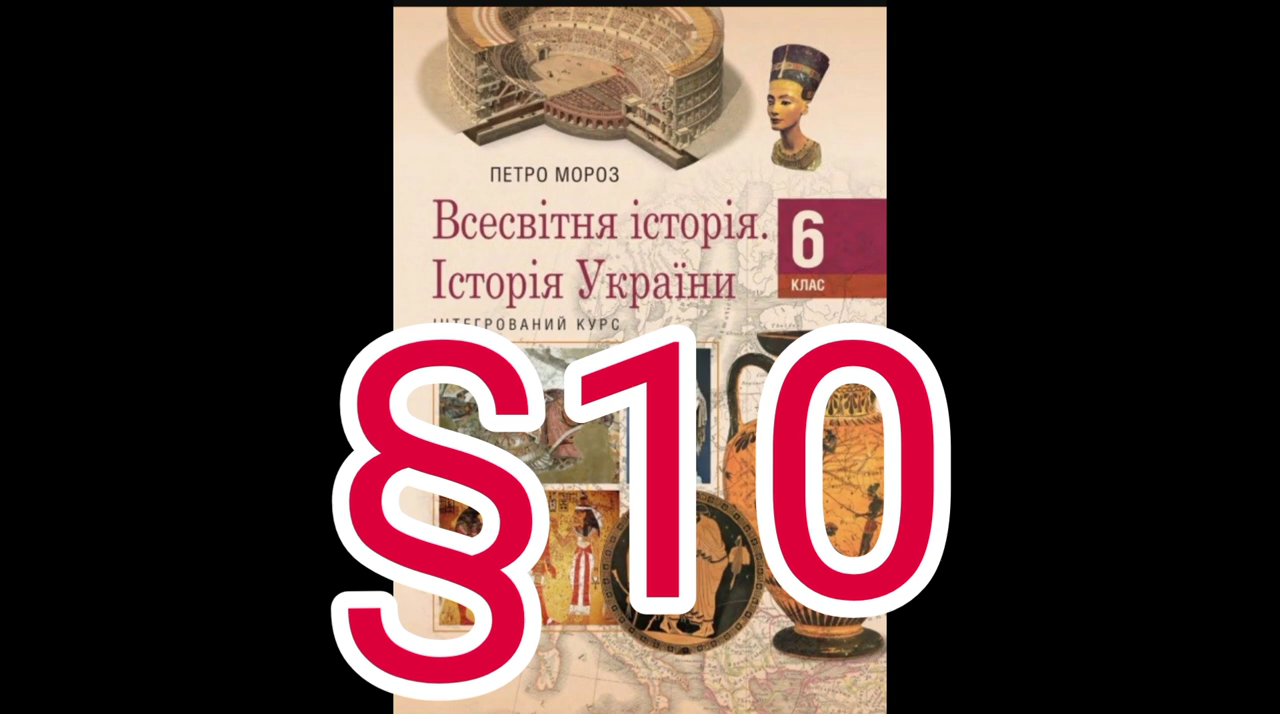 ПЕТРО МОРОЗ
Всесвітня історія.
Історія України
6
КЛАС
ІНТЕГРОВАНИЙ КУРС
§10